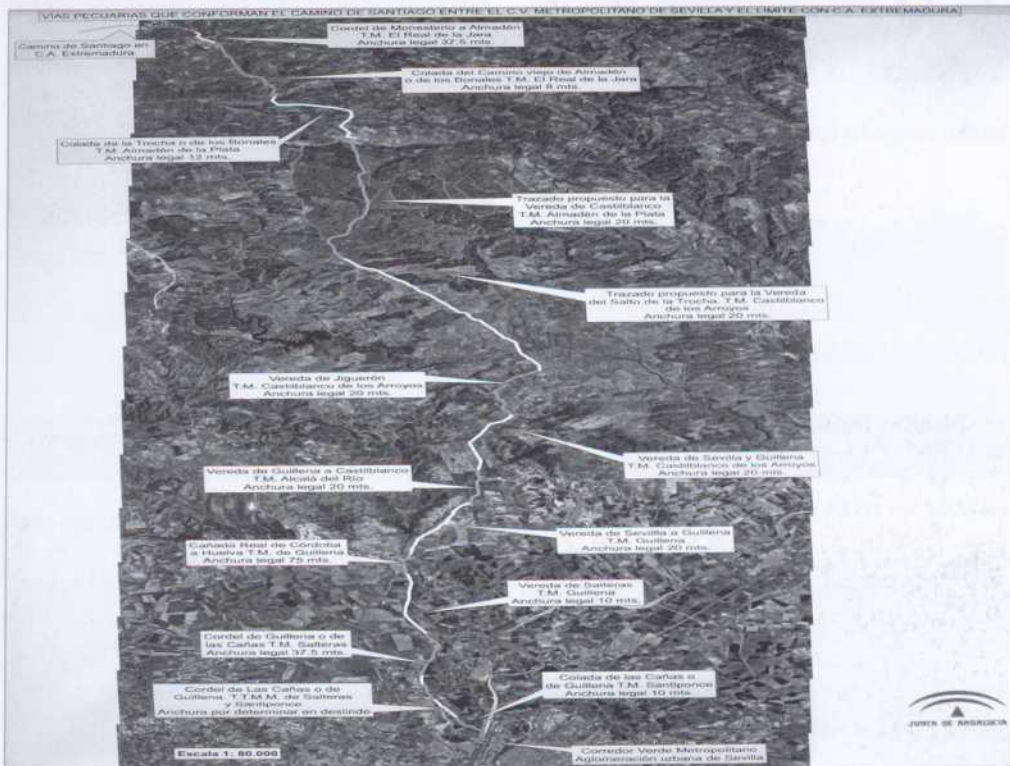 VÍAS PECUARIAS QUE CONFORMAN EL CAMINO DE SANTIAGO ENTRE EL C.V. METROPOLITANO DE SEVILLA Y EL LÍMITE CON C.A. EXTREMADURA
Camino de Santiago en
C.A. Extremadura
Cordel de Monesterio a Almadén
T.M. El Real de la Jara
Anchura legal 37.5 mts.
Colada del Camino viejo de Almadén
o de los Bonales T.M. El Real de la Jara
Anchura legal 8 mts.
Colada de la Trocha o de los Bonales
T.M. Almadén de la Plata
Anchura legal 12 mts.
Trazado propuesto para la
Vereda de Castilblanco
T.M. Almadén de la Plata
Anchura legal 20 mts.
Trazado propuesto para la Vereda
del Salto de la Trocha. T.M. Castilblanco
de los Arroyos
Anchura legal 20 mts.
Vereda de Jiguerón
T.M. Castilblanco de los Arroyos
Anchura legal 20 mts.
Vereda de Sevilla y Guillena
T.M. Castilblanco de los Arroyos
Anchura legal 20 mts.
Vereda de Guillena a Castilblanco
T.M. Alcalá del Río
Anchura legal 20 mts.
Vereda de Sevilla a Guillena
T.M. Guillena
Anchura legal 20 mts.
Cañada Real de Córdoba
a Huelva T.M. de Guillena
Anchura legal 75 mts.
Vereda de Salteras
T.M. Guillena
Anchura legal 10 mts.
Cordel de Guillena o de
las Cañas T.M. Salteras
Anchura legal 37.5 mts.
Colada de las Cañas o
de Guillena T.M. Santiponce
Anchura legal 10 mts.
Cordel de Las Cañas o de
Guillena. T.T.M.M. de Salteras
y Santiponce
Anchura por determinar en deslinde
Escala 1: 80.000
Corredor Verde Metropolitano
Aglomeración urbana de Sevilla
JUNTA DE ANDALUCIA